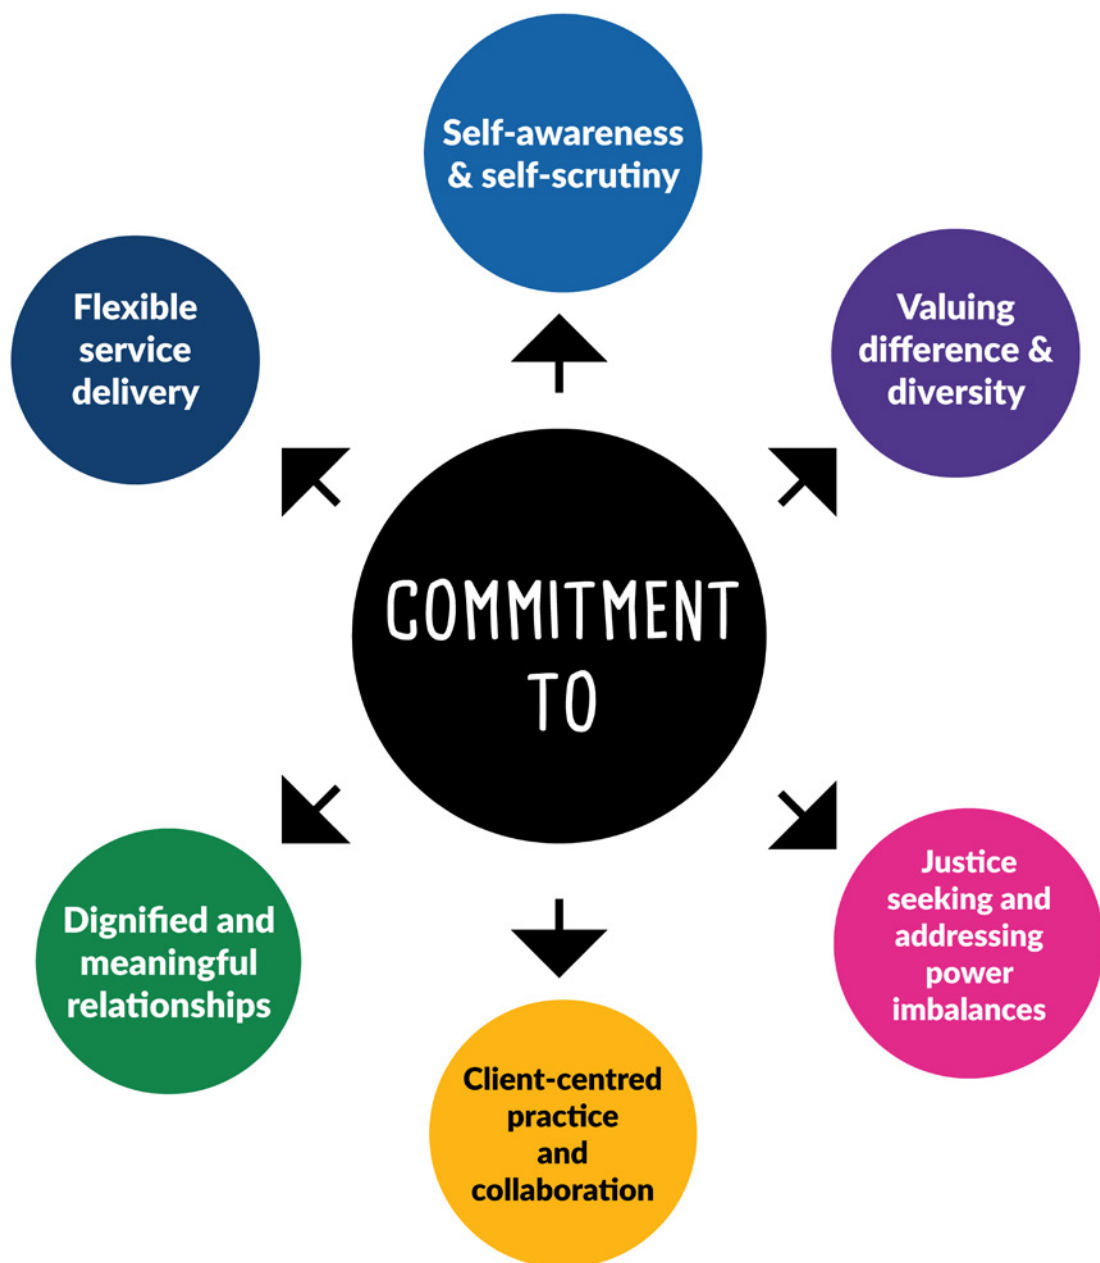 Self-awareness
& self-scrutiny
Flexible
service
delivery
Valuing
difference &
diversity
COMMITMENT
TO
Dignified and
meaningful
relationships
Justice
seeking and
addressing
power
imbalances
Client-centred
practice
and
collaboration